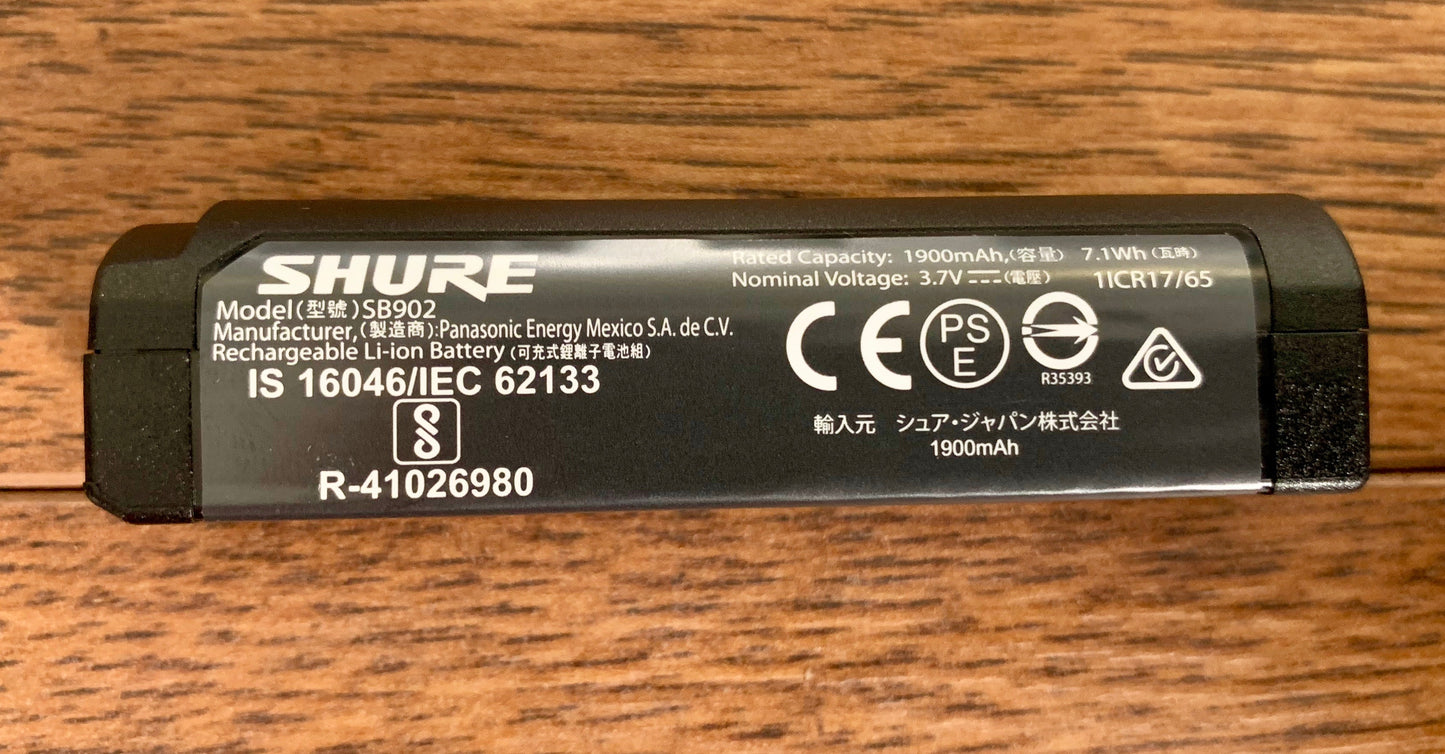 SHURE
Model(型號)SB902
Manufacturer,(製造商):Panasonic Energy Mexico S.A. de C.V.
Rechargeable Li-ion Battery (可充式鋰離子電池組)
IS 16046/IEC 62133
R-41026980
Rated Capacity: 1900mAh,(容量) 7.1Wh (瓦時)
Nominal Voltage: 3.7V (電壓) 1ICR17/65
CE
PS
E
R35393
輸入元 シュア・ジャパン株式会社
1900mAh